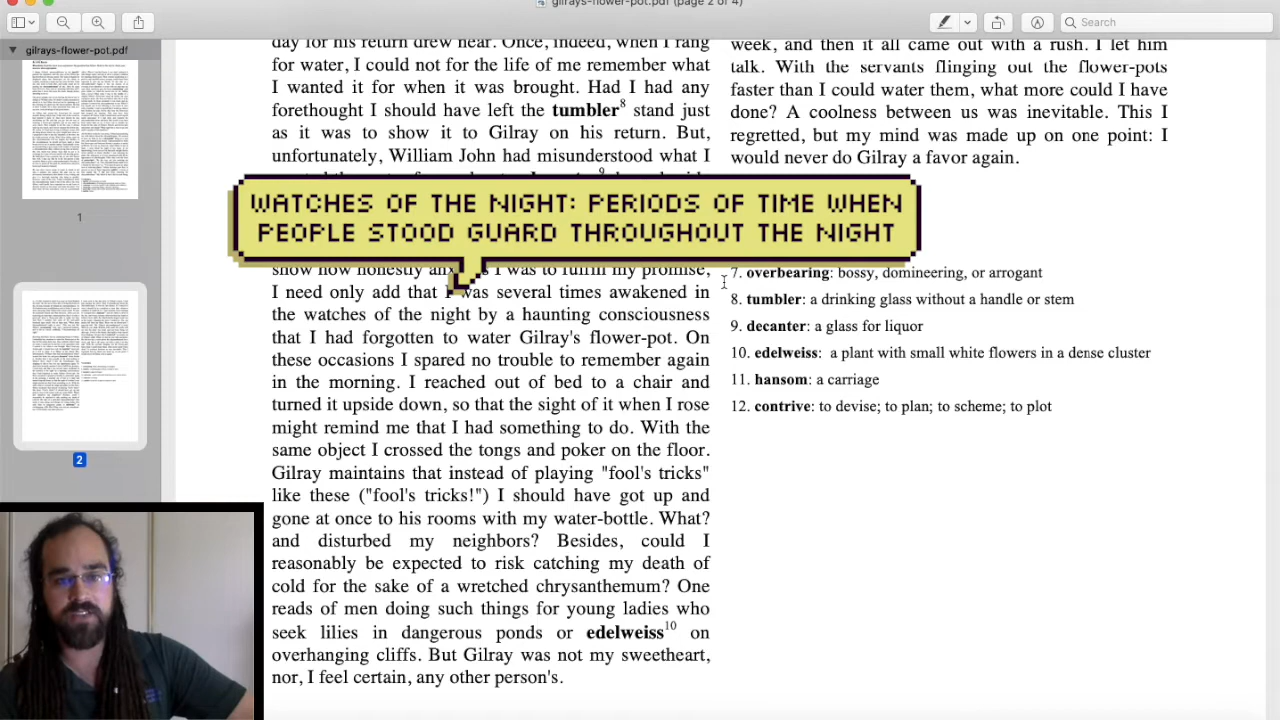 gilrays-flower-pot.pdf (page 2 of 4)
Search
gilrays-flower-pot.pdf
1
2
day for his return drew near. Once, indeed, when I rang
for water, I could not for the life of me remember what
I wanted it for when it was brought. Had I had any
forethought I should have left the tumbler8 stand just
as it was to show it to Gilray on his return. But,
unfortunately, William John had misunderstood what I
9
WATCHES OF THE NIGHT: PERIODS OF TIME WHEN
PEOPLE STOOD GUARD THROUGHOUT THE NIGHT
show how honestly anx s I was to fulfil my promise,
I need only add that I was several times awakened in
the watches of the night by a haunting consciousness
that I had forgotten to water Gilray's flower-pot. On
these occasions I spared no trouble to remember again
in the morning. I reached out of bed to a chair and
turned it upside down, so that the sight of it when I rose
might remind me that I had something to do. With the
same object I crossed the tongs and poker on the floor.
Gilray maintains that instead of playing "fool's tricks"
like these ("fool's tricks!") I should have got up and
gone at once to his rooms with my water-bottle. What?
and disturbed my neighbors? Besides, could I
reasonably be expected to risk catching my death of
cold for the sake of a wretched chrysanthemum? One
reads of men doing such things for young ladies who
seek lilies in dangerous ponds or edelweiss10 on
overhanging cliffs. But Gilray was not my sweetheart,
nor, I feel certain, any other person's.
week, and then it all came out with a rush. I let him
talk. With the servants flinging out the flower-pots
faster than I could water them, what more could I have
done? A coolness between us was inevitable. This I
regretted, but my mind was made up on one point: I
would never do Gilray a favor again.
7. overbearing: bossy, domineering, or arrogant
8. tumbler: a drinking glass without a handle or stem
9. decanter: a glass for liquor
10. edelweiss: a plant with small white flowers in a dense cluster
11. hansom: a carriage
12. contrive: to devise; to plan; to scheme; to plot